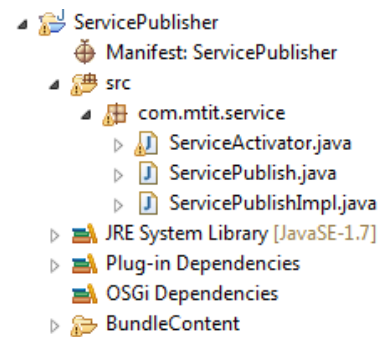 ServicePublisher
Manifest: ServicePublisher
src
com.mtit.service
ServiceActivator.java
ServicePublish.java
ServicePublishImpl.java
JRE System Library [JavaSE-1.7]
Plug-in Dependencies
OSGi Dependencies
BundleContent